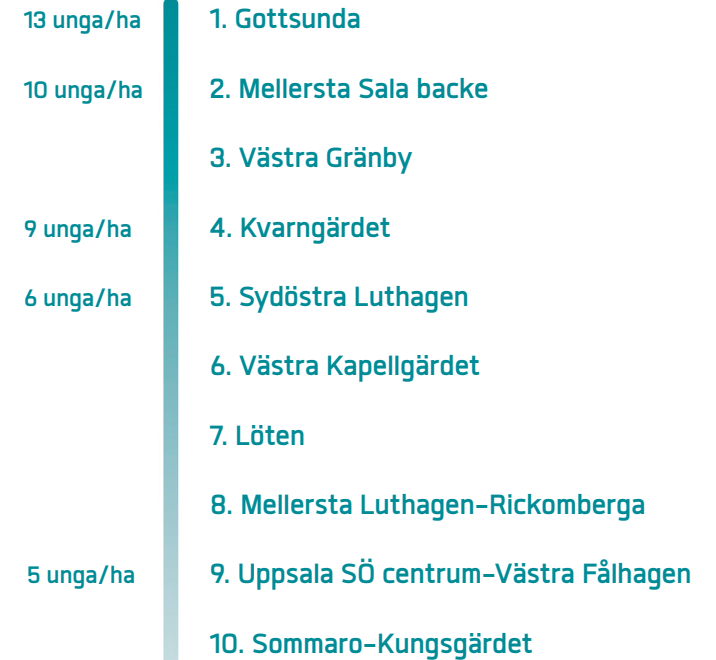 13 unga/ha 1. Gottsunda
10 unga/ha 2. Mellersta Sala backe
3. Västra Gränby
9 unga/ha 4. Kvarngärdet
6 unga/ha 5. Sydöstra Luthagen
6. Västra Kapellgärdet
7. Löten
8. Mellersta Luthagen-Rickomberga
5 unga/ha 9. Uppsala SÖ centrum-Västra Fålhagen
10. Sommaro-Kungsgärdet